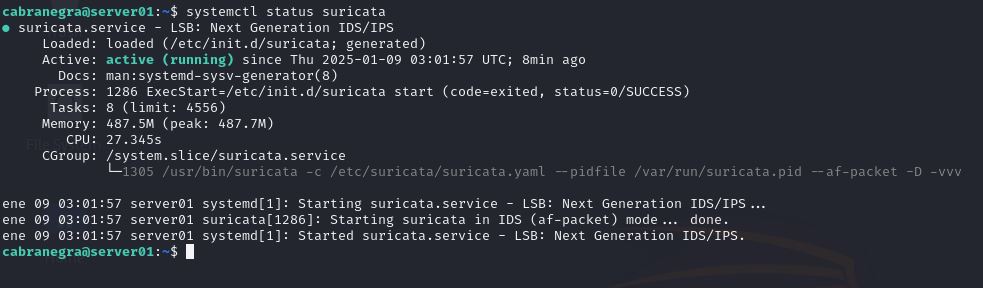 cabranegra@server01:~$ systemctl status suricata
● suricata.service - LSB: Next Generation IDS/IPS
     Loaded: loaded (/etc/init.d/suricata; generated)
     Active: active (running) since Thu 2025-01-09 03:01:57 UTC; 8min ago
       Docs: man:systemd-sysv-generator(8)
    Process: 1286 ExecStart=/etc/init.d/suricata start (code=exited, status=0/SUCCESS)
      Tasks: 8 (limit: 4556)
     Memory: 487.5M (peak: 487.7M)
        CPU: 27.345s
     CGroup: /system.slice/suricata.service
             └─1305 /usr/bin/suricata -c /etc/suricata/suricata.yaml --pidfile /var/run/suricata.pid --af-packet -D -vvv

ene 09 03:01:57 server01 systemd[1]: Starting suricata.service - LSB: Next Generation IDS/IPS...
ene 09 03:01:57 server01 suricata[1286]: Starting suricata in IDS (af-packet) mode... done.
ene 09 03:01:57 server01 systemd[1]: Started suricata.service - LSB: Next Generation IDS/IPS.
cabranegra@server01:~$